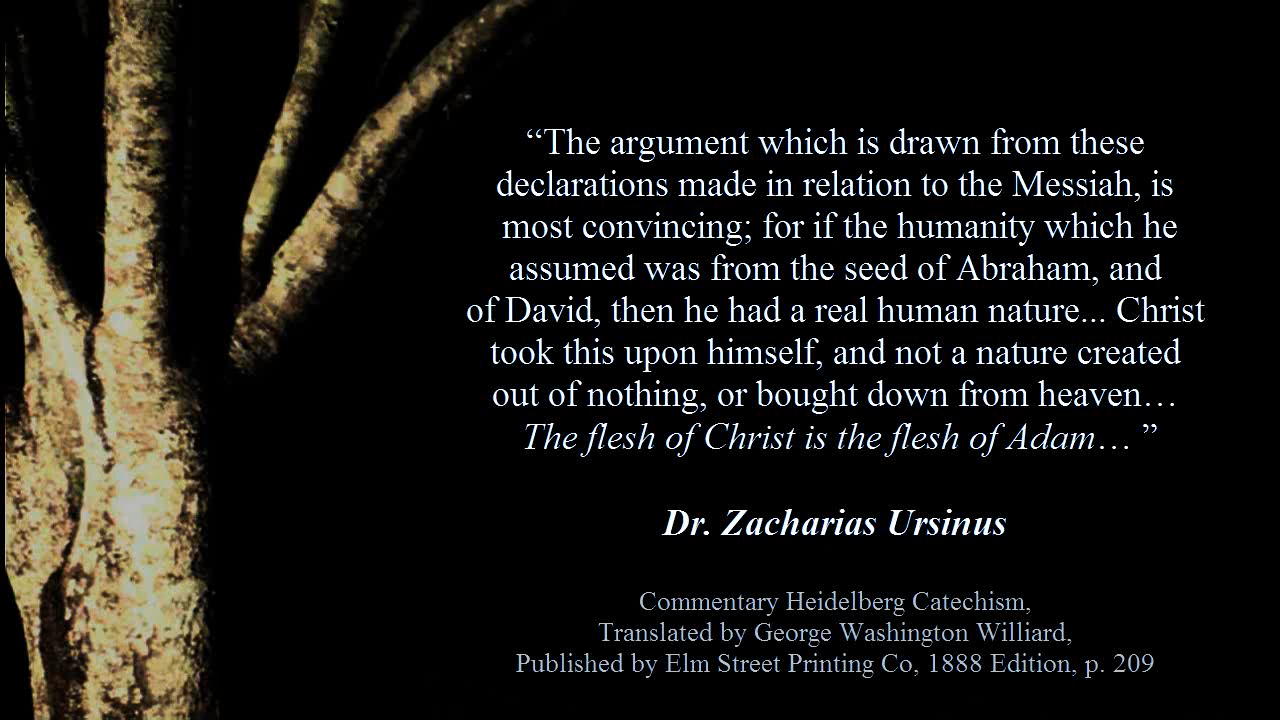 “The argument which is drawn from these
declarations made in relation to the Messiah, is
most convincing; for if the humanity which he
assumed was from the seed of Abraham, and
of David, then he had a real human nature... Christ
took this upon himself, and not a nature created
out of nothing, or bought down from heaven…
The flesh of Christ is the flesh of Adam… ”
Dr. Zacharias Ursinus
Commentary Heidelberg Catechism,
Translated by George Washington Williard,
Published by Elm Street Printing Co, 1888 Edition, p. 209